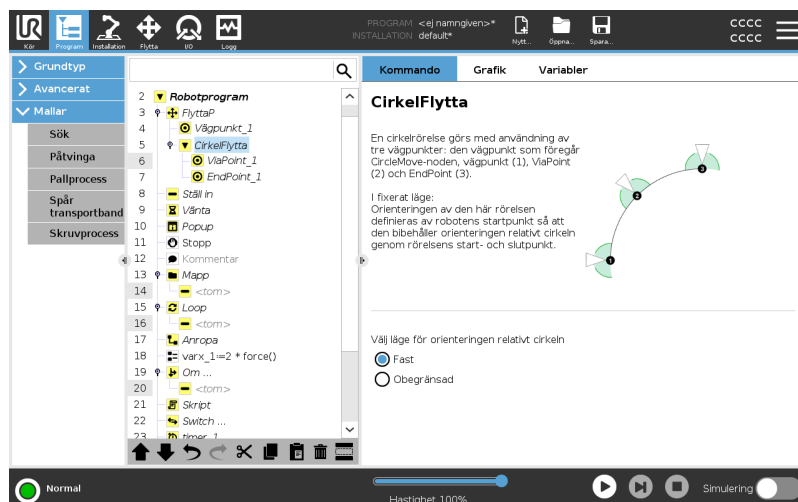 UR
PROGRAM <ej namngiven>*
INSTALLATION default*
CCCC
CCCC
Kör
Program
Installation
Flytta
I/O
Logg
Nytt...
Öppna...
Spara...
Grundtyp
Avancerat
Mallar
Sök
Påtvinga
Pallprocess
Spår
transportband
Skruvprocess
2 Robotprogram
3 FlyttaP
4 Vägpunkt_1
5 CirkelFlytta
6 ViaPoint_1
7 EndPoint_1
8 Ställ in
9 Vänta
10 Popup
11 Stopp
12 Kommentar
13 Mapp
14 <tom>
15 Loop
16 <tom>
17 Anropa
18 varx_1:=2 * force()
19 Om ...
20 <tom>
21 Skript
22 Switch ...
23 timer_1
Kommando
Grafik
Variabler
CirkelFlytta
En cirkelrörelse görs med användning av
tre vägpunkter: den vägpunkt som föregår
CircleMove-noden, vägpunkt (1), ViaPoint
(2) och EndPoint (3).
I fixerat läge:
Orienteringen av den här rörelsen
definieras av robotens startpunkt så att
den bibehåller orienteringen relativt cirkeln
genom rörelsens start- och slutpunkt.
3
2
1
Välj läge för orienteringen relativt cirkeln
Fast
Obegränsad
Normal
Hastighet 100%
Simulering